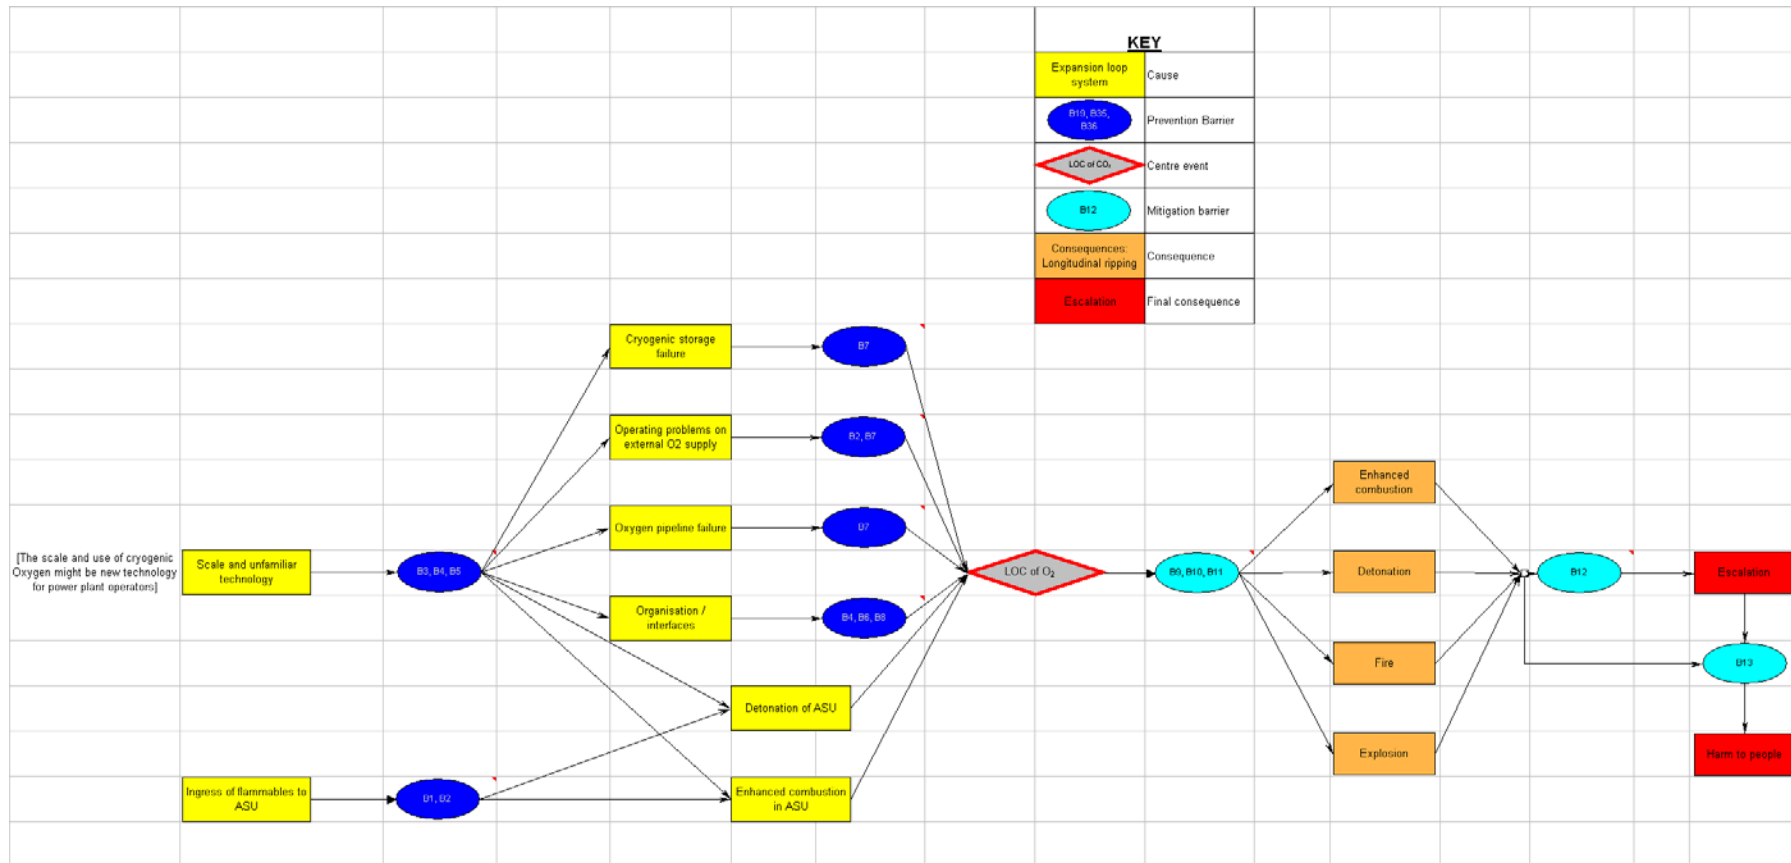 KEY
Expansion loop
system
Cause
B19, B35,
B36
Prevention Barrier
LOC of CO₂
Centre event
B12
Mitigation barrier
Consequences:
Longitudinal ripping
Consequence
Escalation
Final consequence
Cryogenic storage
failure
B7
Operating problems on
external O2 supply
B2, B7
Oxygen pipeline failure
B7
[The scale and use of cryogenic
Oxygen might be new technology
for power plant operators]
Scale and unfamiliar
technology
B3, B4, B5
Organisation /
interfaces
B4, B6, B8
Detonation of ASU
Ingress of flammables to
ASU
B1, B2
Enhanced combustion
in ASU
LOC of O₂
B9, B10, B11
Enhanced
combustion
Detonation
Fire
Explosion
B12
Escalation
B13
Harm to people